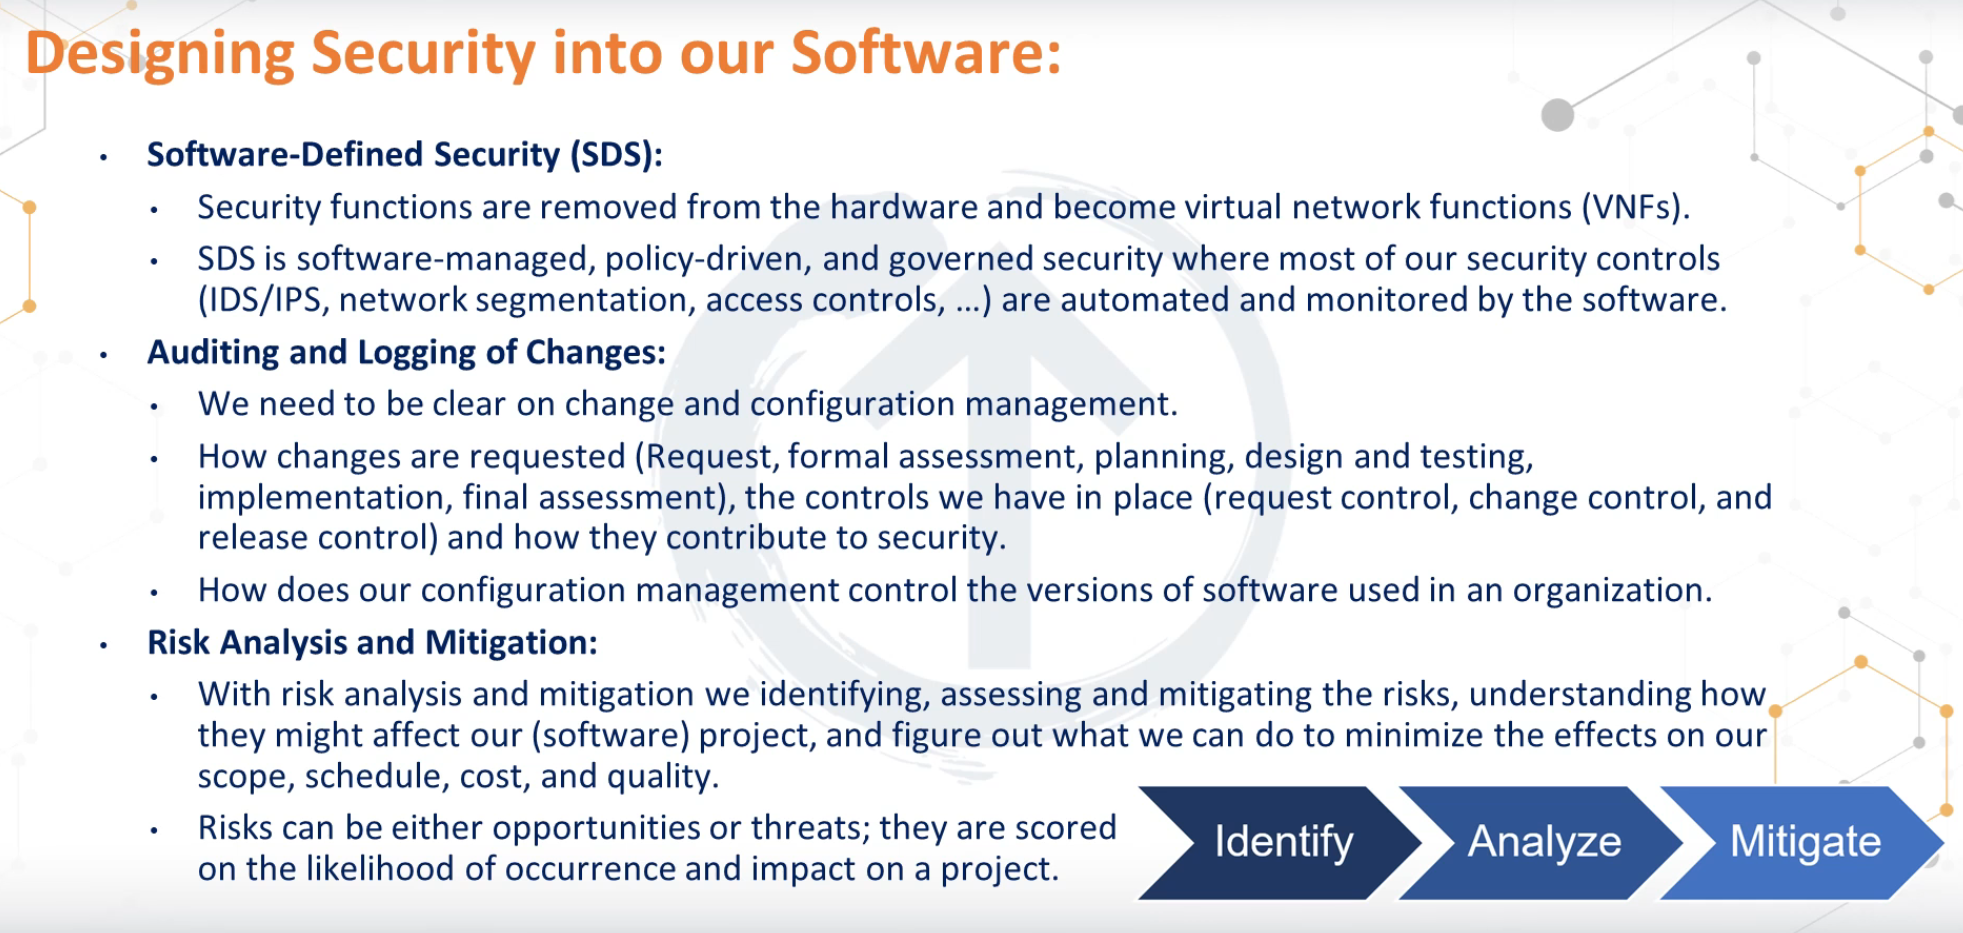 Designing Security into our Software:
• Software-Defined Security (SDS):
• Security functions are removed from the hardware and become virtual network functions (VNFs).
• SDS is software-managed, policy-driven, and governed security where most of our security controls
(IDS/IPS, network segmentation, access controls, …) are automated and monitored by the software.
• Auditing and Logging of Changes:
• We need to be clear on change and configuration management.
• How changes are requested (Request, formal assessment, planning, design and testing,
implementation, final assessment), the controls we have in place (request control, change control, and
release control) and how they contribute to security.
• How does our configuration management control the versions of software used in an organization.
• Risk Analysis and Mitigation:
• With risk analysis and mitigation we identifying, assessing and mitigating the risks, understanding how
they might affect our (software) project, and figure out what we can do to minimize the effects on our
scope, schedule, cost, and quality.
• Risks can be either opportunities or threats; they are scored
on the likelihood of occurrence and impact on a project.
Identify
Analyze
Mitigate